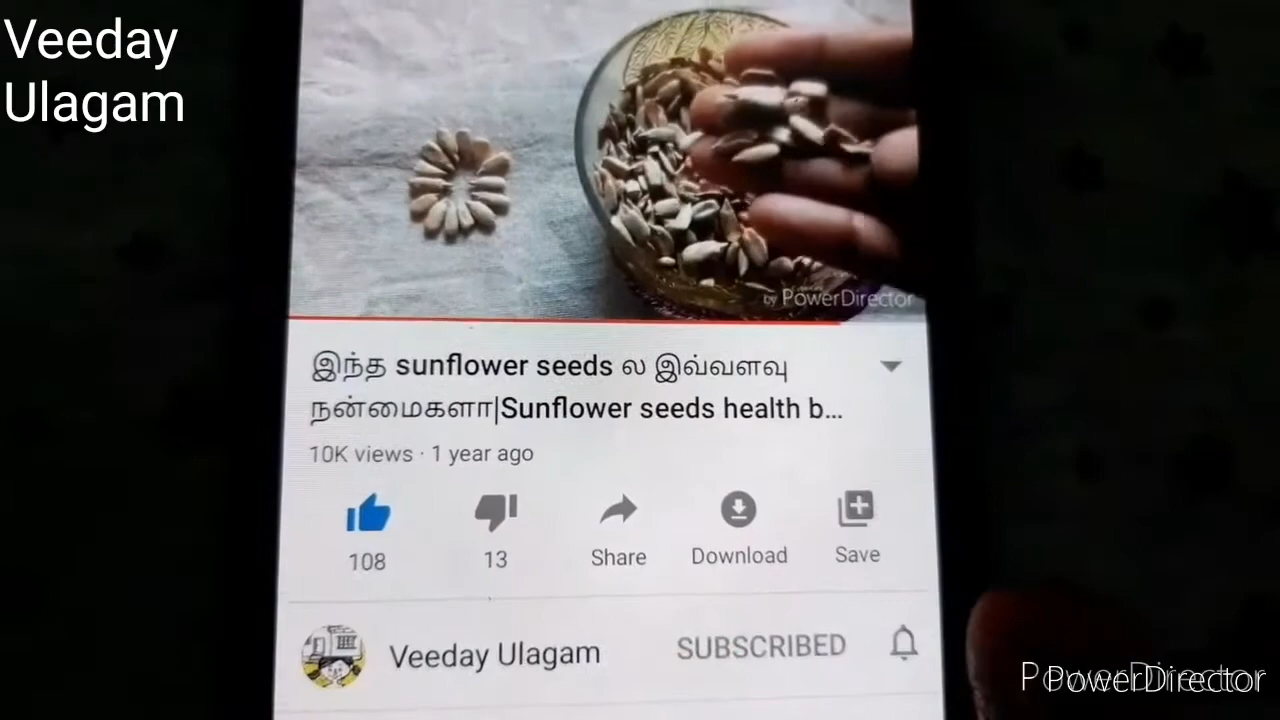 Veeday
Ulagam
by PowerDirector
இந்த sunflower seeds ல இவ்வளவு
நன்மைகளா|Sunflower seeds health b...
10K views · 1 year ago
108
13
Share
Download
Save
Veeday Ulagam
SUBSCRIBED
PowerDirector
PowerDirector